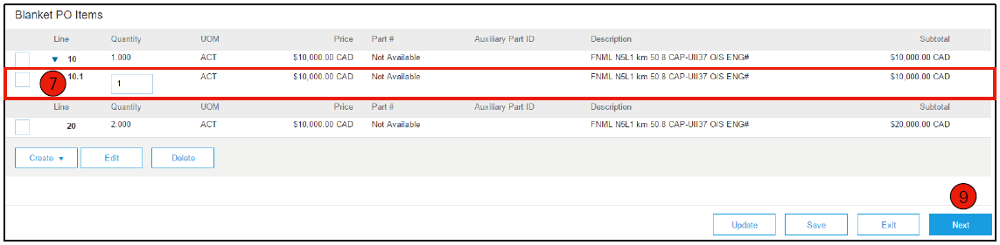 Blanket PO Items
Line Quantity UOM Price Part # Auxiliary Part ID Description Subtotal
▼ 10 1.000 ACT $10,000.00 CAD Not Available FNML N5L1 km 50.8 CAP-UII37 O/S ENG# $10,000.00 CAD
7 10.1 1 ACT $10,000.00 CAD Not Available FNML N5L1 km 50.8 CAP-UII37 O/S ENG# $10,000.00 CAD
Line Quantity UOM Price Part # Auxiliary Part ID Description Subtotal
20 2.000 ACT $10,000.00 CAD Not Available FNML N5L1 km 50.8 CAP-UII37 O/S ENG# $20,000.00 CAD
Create ▼ Edit Delete
9
Update Save Exit Next